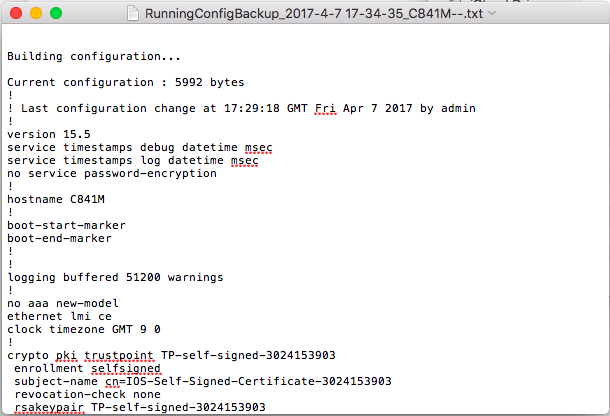 RunningConfigBackup_2017-4-7 17-34-35_C841M--.txt
Building configuration...
Current configuration : 5992 bytes
!
! Last configuration change at 17:29:18 GMT Fri Apr 7 2017 by admin
!
version 15.5
service timestamps debug datetime msec
service timestamps log datetime msec
no service password-encryption
!
hostname C841M
!
boot-start-marker
boot-end-marker
!
!
logging buffered 51200 warnings
!
no aaa new-model
ethernet lmi ce
clock timezone GMT 9 0
!
crypto pki trustpoint TP-self-signed-3024153903
 enrollment selfsigned
 subject-name cn=IOS-Self-Signed-Certificate-3024153903
 revocation-check none
 rsakeypair TP-self-signed-3024153903